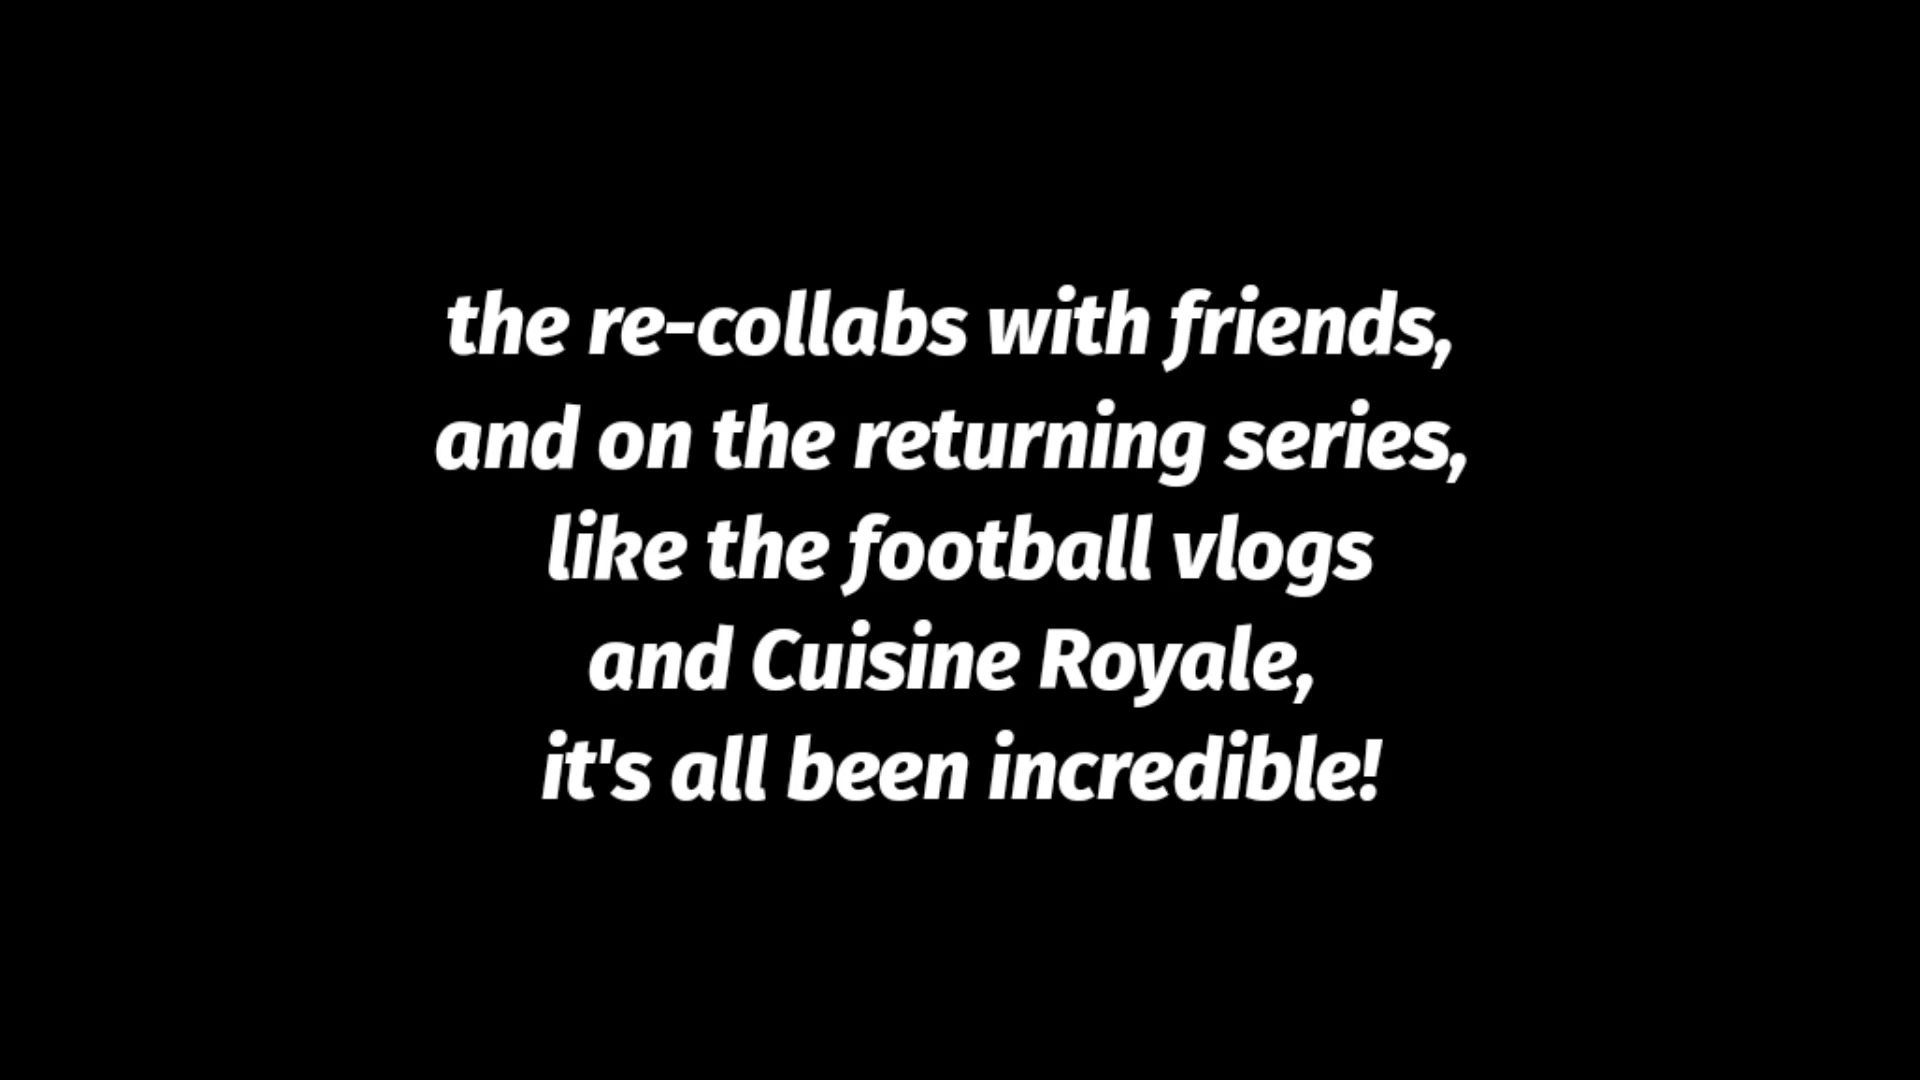 the re-collabs with friends,
and on the returning series,
like the football vlogs
and Cuisine Royale,
it's all been incredible!